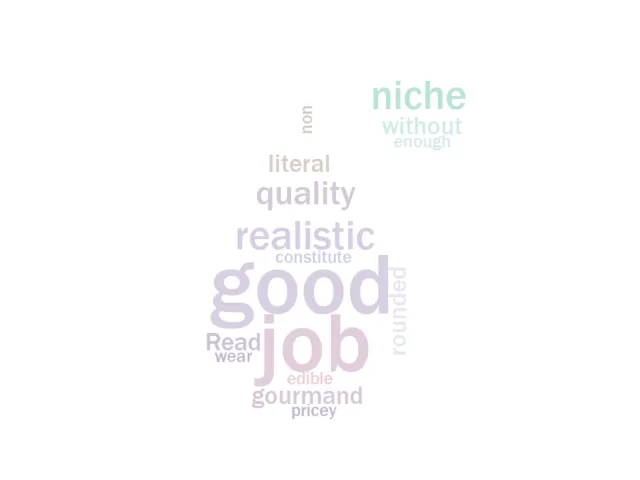 niche
non
without
enough
literal
quality
realistic
constitute
good
rounded
job
Read
wear
edible
gourmand
pricey